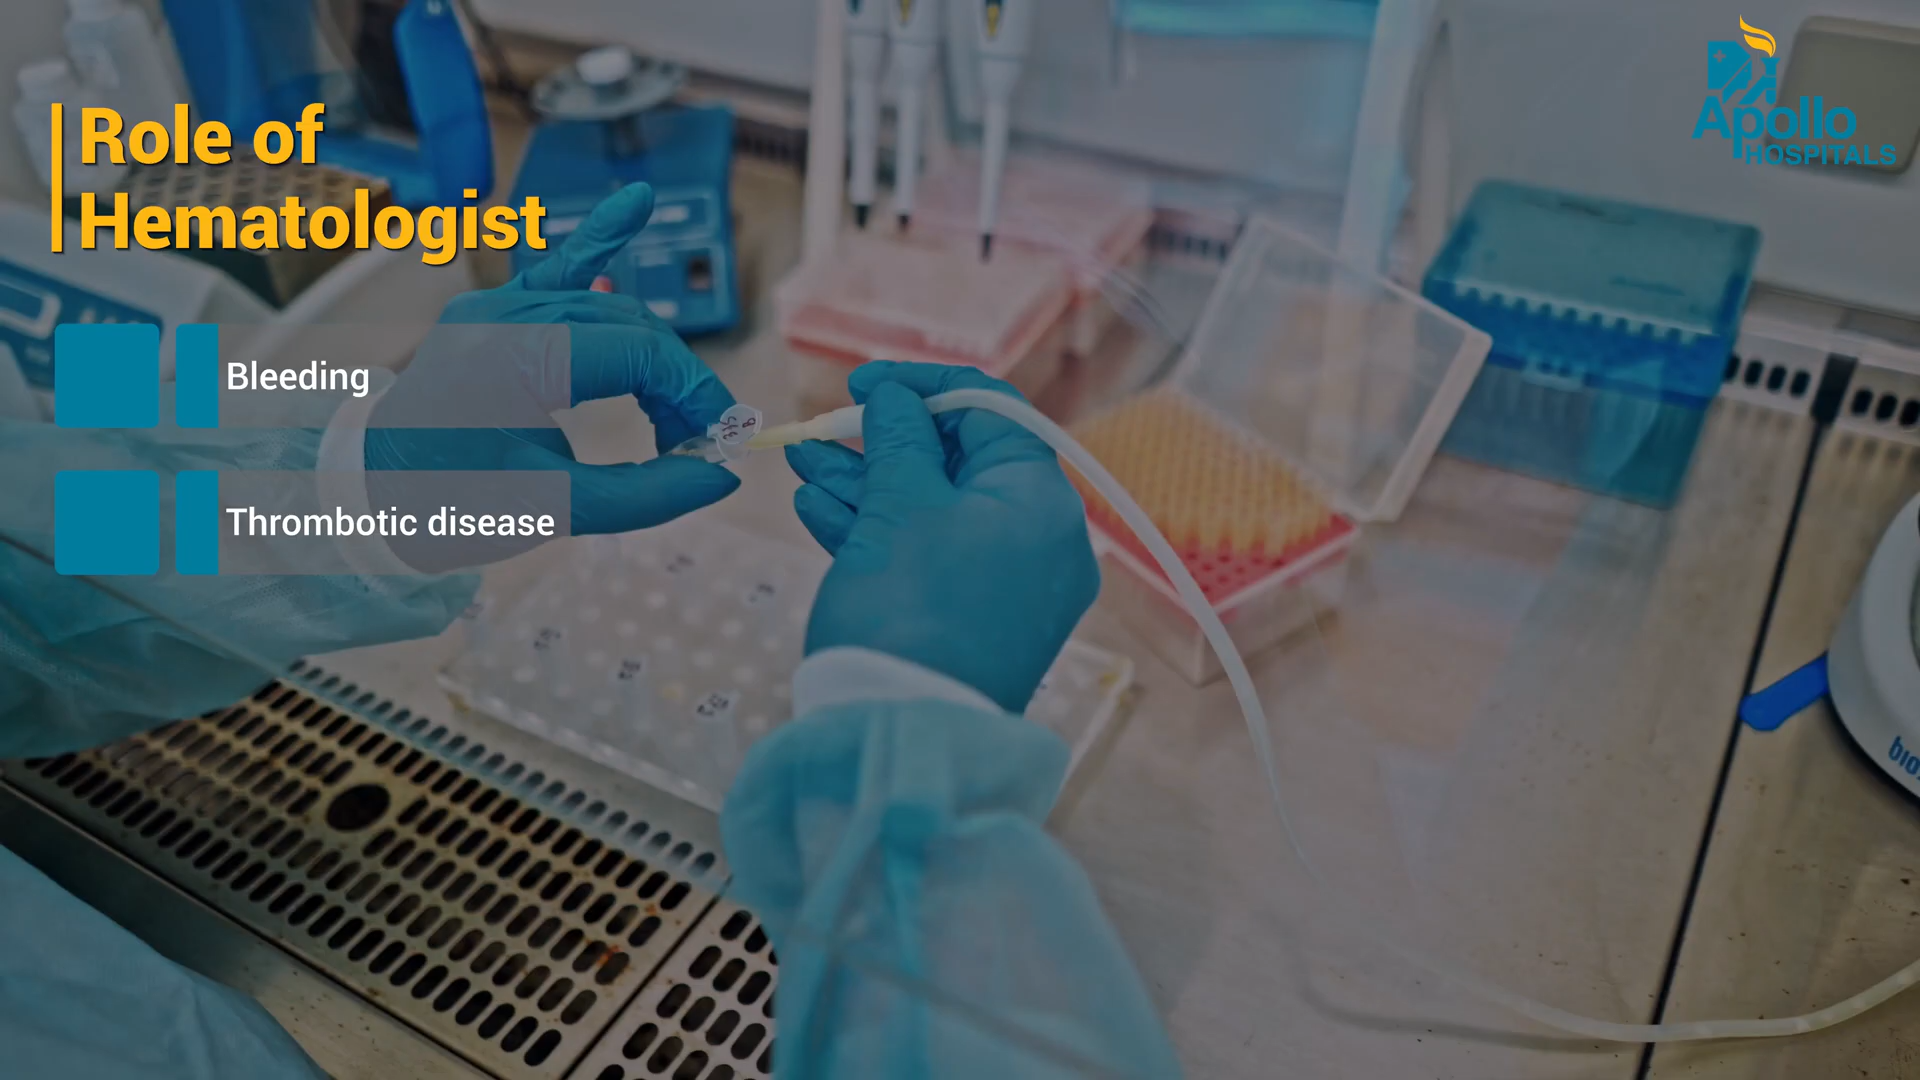 Role of
Hematologist
Bleeding
Thrombotic disease
Apollo
HOSPITALS